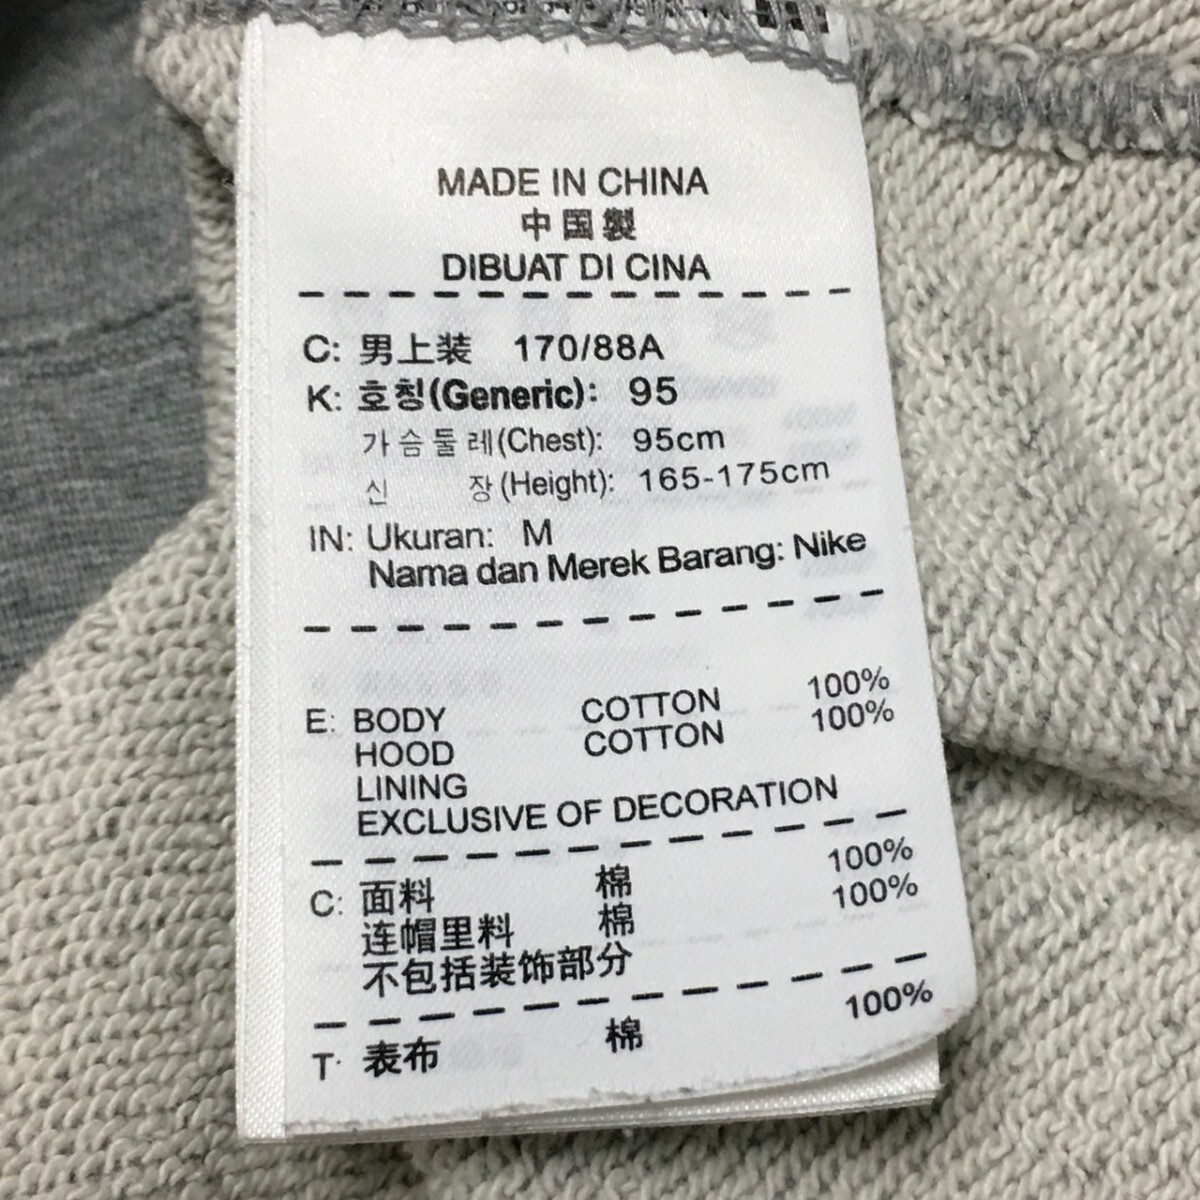 MADE IN CHINA
中国製
DIBUAT DI CINA
C: 男上装 170/88A
K: 호칭(Generic): 95
가슴둘레(Chest): 95cm
신 장(Height): 165-175cm
IN: Ukuran: M
Nama dan Merek Barang: Nike
E: BODY COTTON 100%
HOOD COTTON 100%
LINING
EXCLUSIVE OF DECORATION
C: 面料 棉 100%
连帽里料 棉 100%
不包括装饰部分
T: 表布 棉 100%